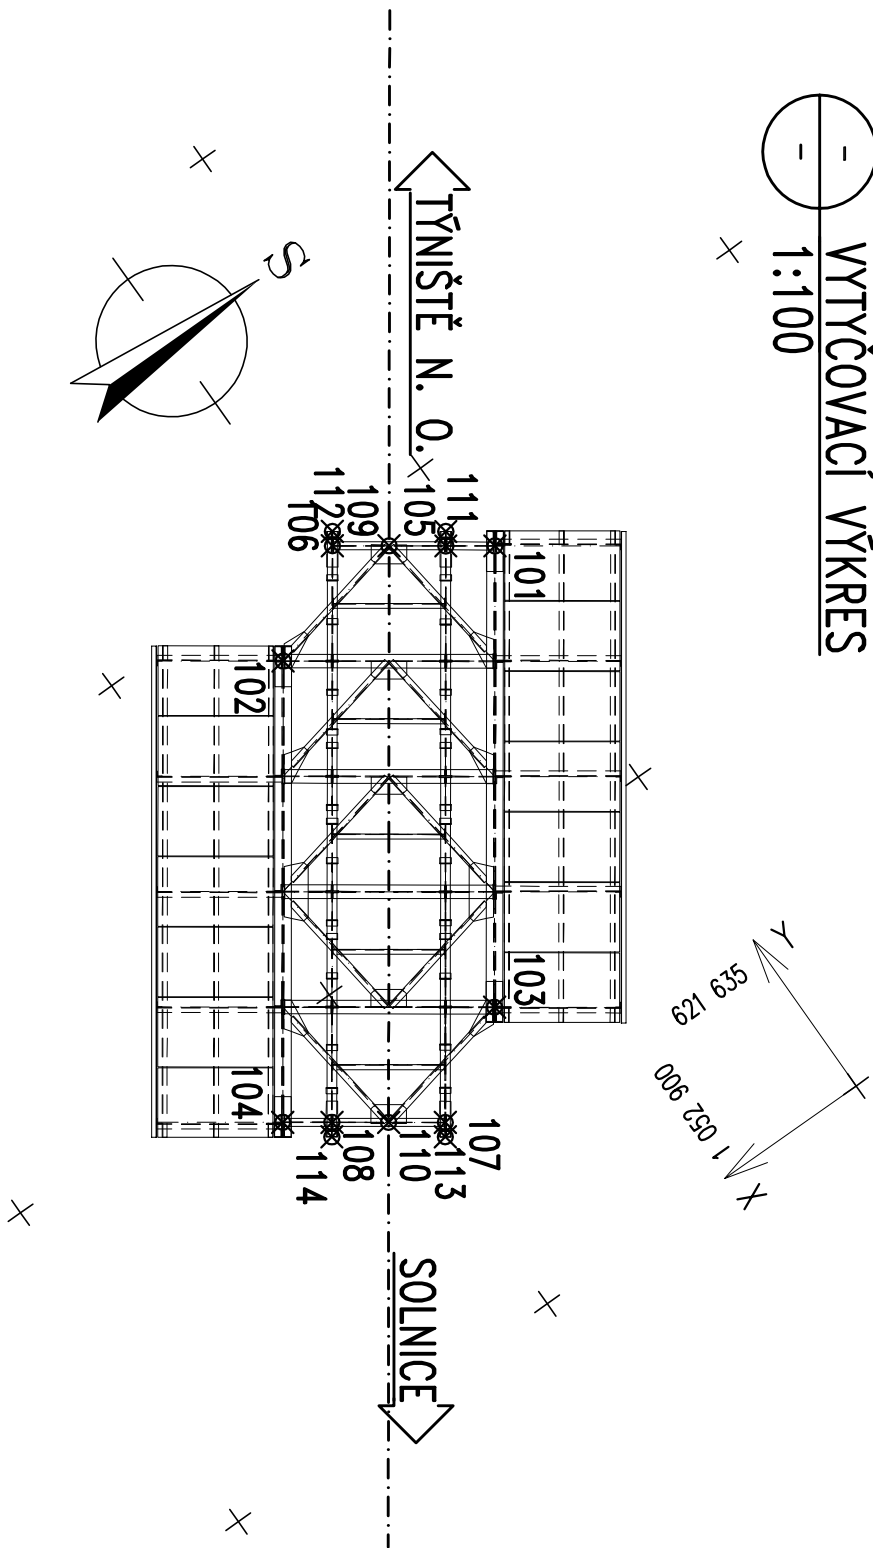 VYTYČOVACÍ VÝKRES
1:100
- -
TÝNIŠTĚ N. O.
S
111
105
109
112
106
101
102
103
104
107
113
110
108
114
Y
621 635
1 052 900
X
SOLNICE